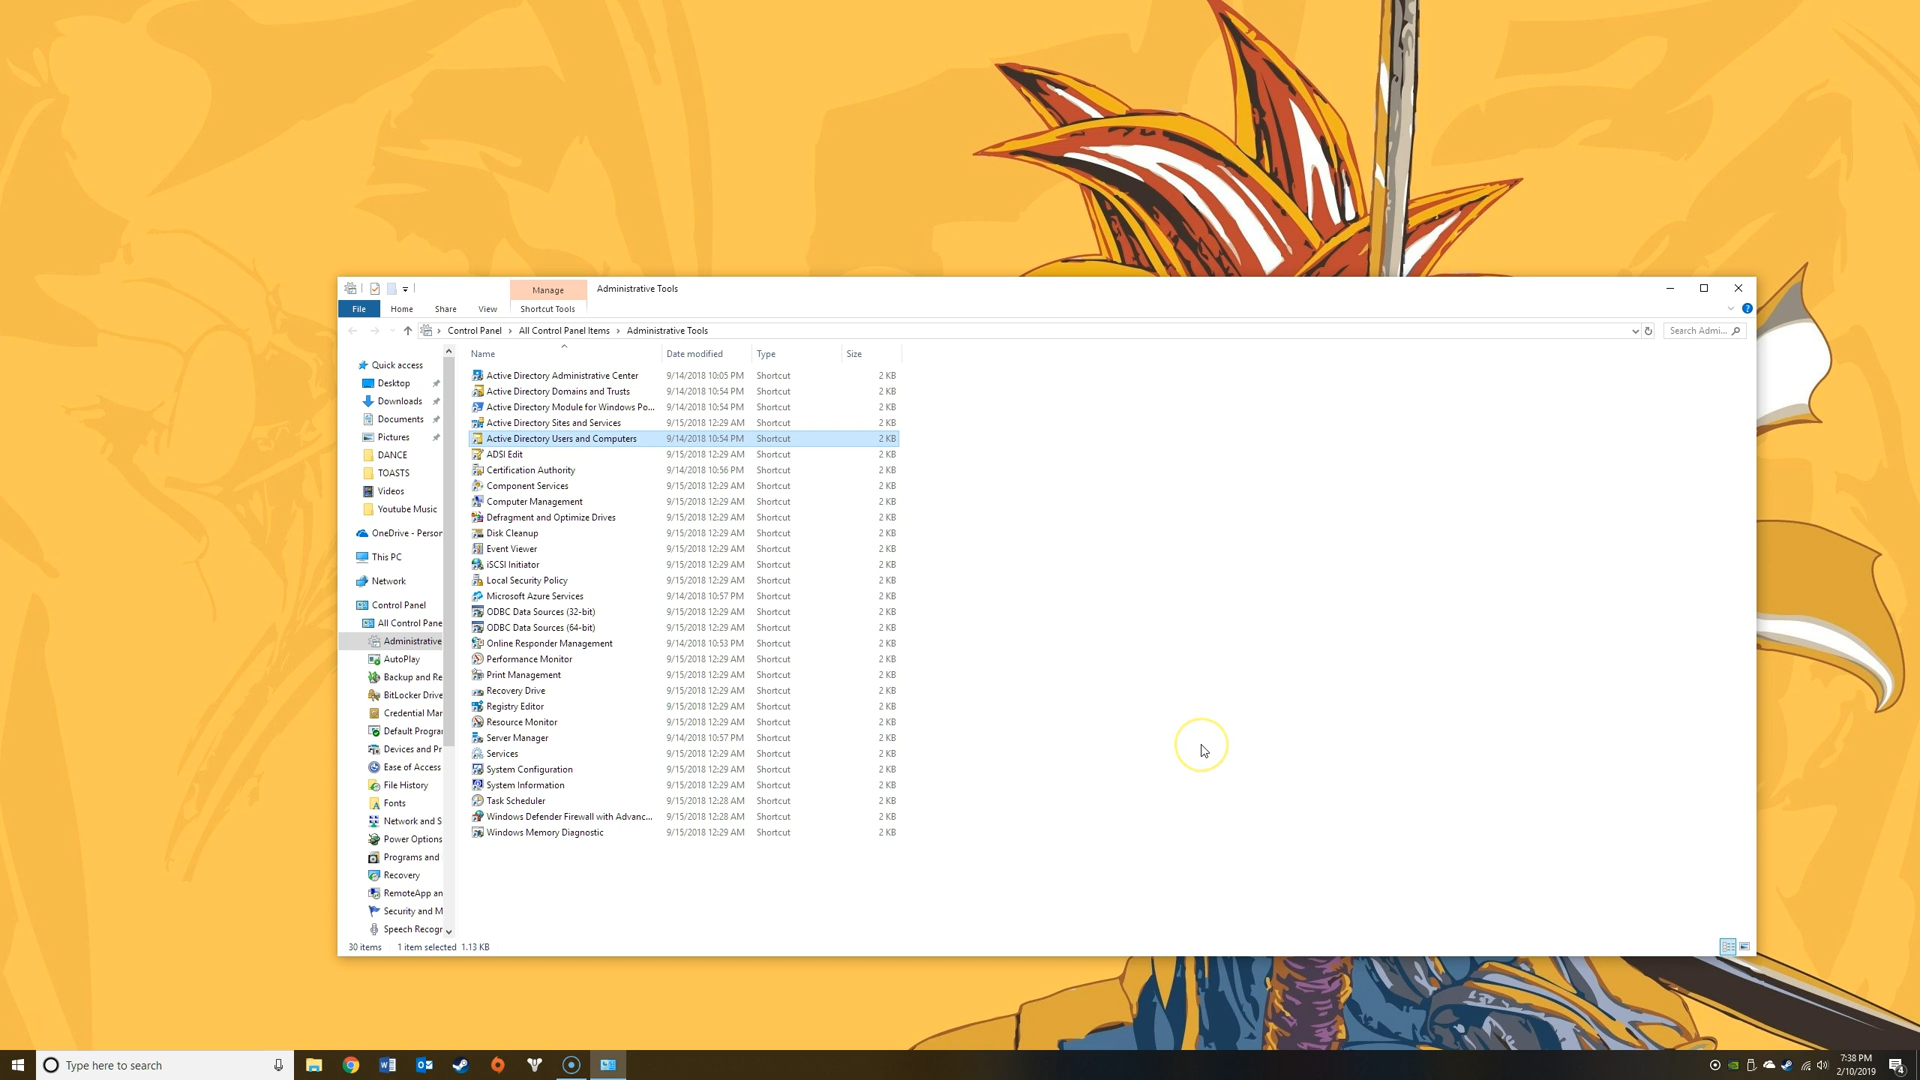 Manage
Administrative Tools
File
Home
Share
View
Shortcut Tools
Control Panel
All Control Panel Items
Administrative Tools
Search Admi...
Name
Date modified
Type
Size
Quick access
Desktop
Downloads
Documents
Pictures
DANCE
TOASTS
Videos
Youtube Music
OneDrive - Person
This PC
Network
Control Panel
All Control Pane
Administrative
AutoPlay
Backup and Re
BitLocker Drive
Credential Man
Default Progra
Devices and Pr
Ease of Access
File History
Fonts
Network and S
Power Options
Programs and
Recovery
RemoteApp an
Security and M
Speech Recogn
Active Directory Administrative Center 9/14/2018 10:05 PM Shortcut 2 KB
Active Directory Domains and Trusts 9/14/2018 10:54 PM Shortcut 2 KB
Active Directory Module for Windows Po... 9/14/2018 10:54 PM Shortcut 2 KB
Active Directory Sites and Services 9/15/2018 12:29 AM Shortcut 2 KB
Active Directory Users and Computers 9/14/2018 10:54 PM Shortcut 2 KB
ADSI Edit 9/15/2018 12:29 AM Shortcut 2 KB
Certification Authority 9/14/2018 10:56 PM Shortcut 2 KB
Component Services 9/15/2018 12:29 AM Shortcut 2 KB
Computer Management 9/15/2018 12:29 AM Shortcut 2 KB
Defragment and Optimize Drives 9/15/2018 12:29 AM Shortcut 2 KB
Disk Cleanup 9/15/2018 12:29 AM Shortcut 2 KB
Event Viewer 9/15/2018 12:29 AM Shortcut 2 KB
iSCSI Initiator 9/15/2018 12:29 AM Shortcut 2 KB
Local Security Policy 9/15/2018 12:29 AM Shortcut 2 KB
Microsoft Azure Services 9/14/2018 10:57 PM Shortcut 2 KB
ODBC Data Sources (32-bit) 9/15/2018 12:29 AM Shortcut 2 KB
ODBC Data Sources (64-bit) 9/15/2018 12:29 AM Shortcut 2 KB
Online Responder Management 9/14/2018 10:53 PM Shortcut 2 KB
Performance Monitor 9/15/2018 12:29 AM Shortcut 2 KB
Print Management 9/15/2018 12:29 AM Shortcut 2 KB
Recovery Drive 9/15/2018 12:29 AM Shortcut 2 KB
Registry Editor 9/15/2018 12:29 AM Shortcut 2 KB
Resource Monitor 9/15/2018 12:29 AM Shortcut 2 KB
Server Manager 9/14/2018 10:57 PM Shortcut 2 KB
Services 9/15/2018 12:29 AM Shortcut 2 KB
System Configuration 9/15/2018 12:29 AM Shortcut 2 KB
System Information 9/15/2018 12:29 AM Shortcut 2 KB
Task Scheduler 9/15/2018 12:28 AM Shortcut 2 KB
Windows Defender Firewall with Advanc... 9/15/2018 12:28 AM Shortcut 2 KB
Windows Memory Diagnostic 9/15/2018 12:29 AM Shortcut 2 KB
30 items 1 item selected 1.13 KB
Type here to search
7:38 PM
2/10/2019
4